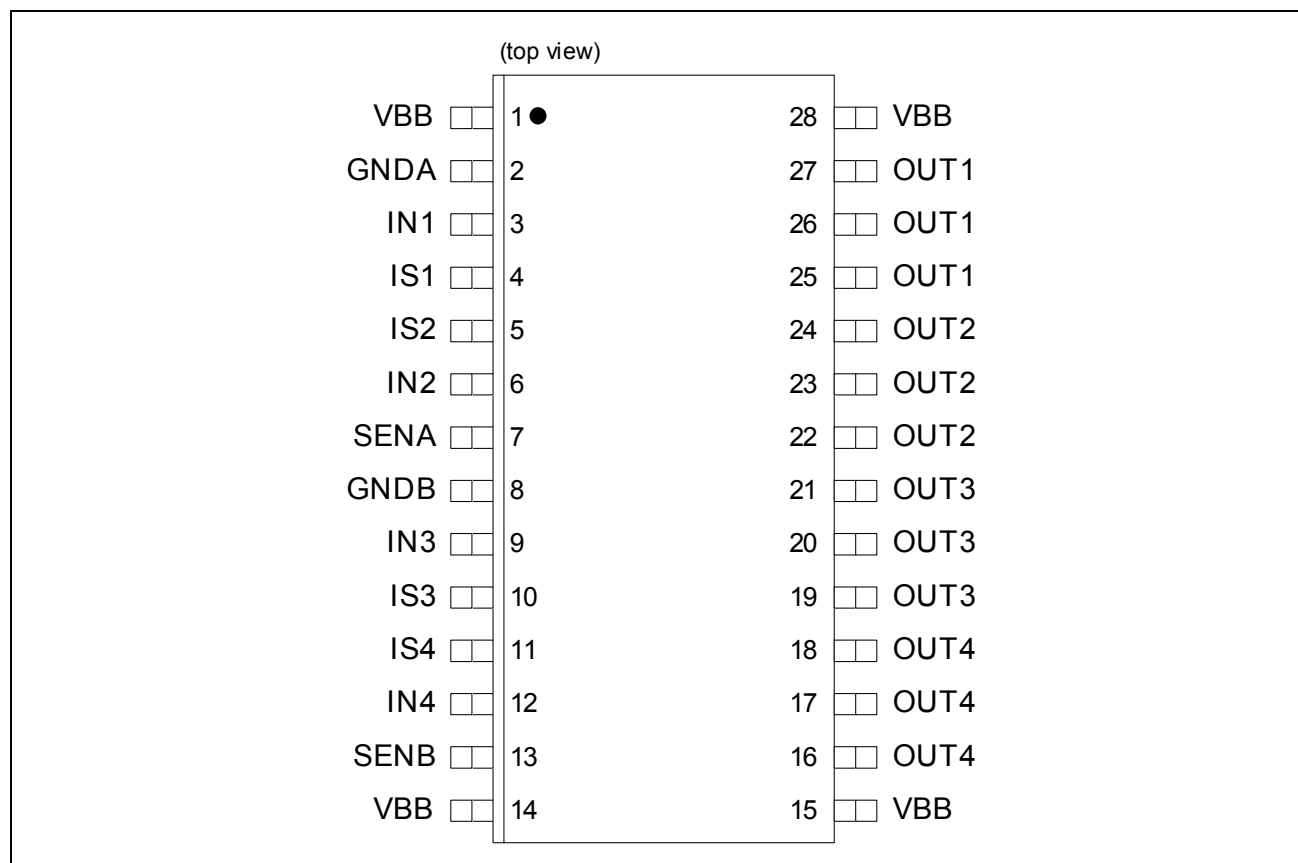 (top view)
VBB 1 28 VBB
GNDA 2 27 OUT1
IN1 3 26 OUT1
IS1 4 25 OUT1
IS2 5 24 OUT2
IN2 6 23 OUT2
SENA 7 22 OUT2
GNDB 8 21 OUT3
IN3 9 20 OUT3
IS3 10 19 OUT3
IS4 11 18 OUT4
IN4 12 17 OUT4
SENB 13 16 OUT4
VBB 14 15 VBB